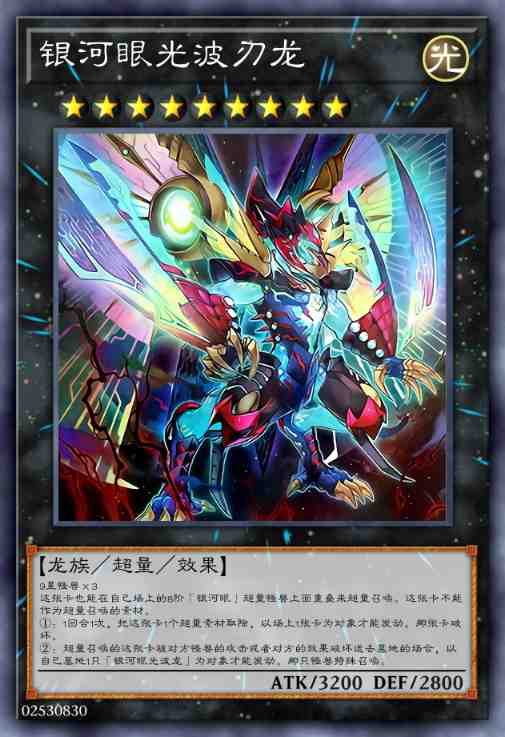 银河眼光波刃龙
光
【龙族／超量／效果】
9星怪兽×3
这张卡也能在自己场上的8阶「银河眼」超量怪兽上面重叠来超量召唤。这张卡不能
作为超量召唤的素材。
①：1回合1次，把这张卡1个超量素材取除，以场上1张卡为对象才能发动。那张卡破
坏。
②：超量召唤的这张卡被对方怪兽的攻击或者对方的效果破坏送去墓地的场合，以
自己墓地1只「银河眼光波龙」为对象才能发动。那只怪兽特殊召唤。
ATK/3200 DEF/2800
02530830